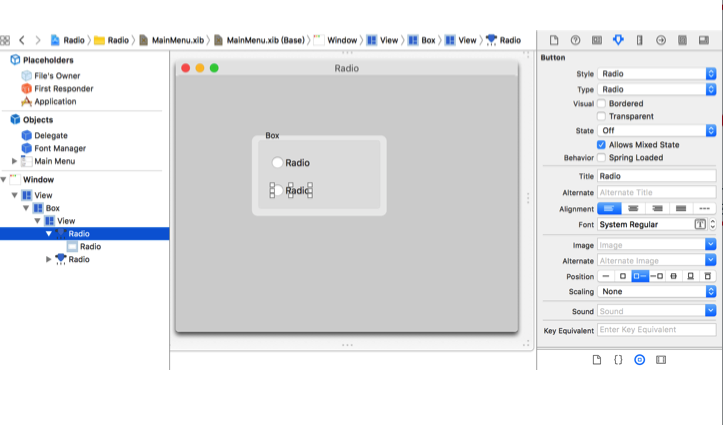 Radio Radio MainMenu.xib MainMenu.xib (Base) Window View Box View Radio
Placeholders
File's Owner
First Responder
Application
Objects
Delegate
Font Manager
Main Menu
Window
View
Box
View
Radio
Radio
Radio
Radio
Box
Radio
Radio
Button
Style Radio
Type Radio
Visual Bordered
Transparent
State Off
Allows Mixed State
Behavior Spring Loaded
Title Radio
Alternate Alternate Title
Alignment
Font System Regular T
Image Image
Alternate Alternate Image
Position
Scaling None
Sound Sound
Key Equivalent Enter Key Equivalent